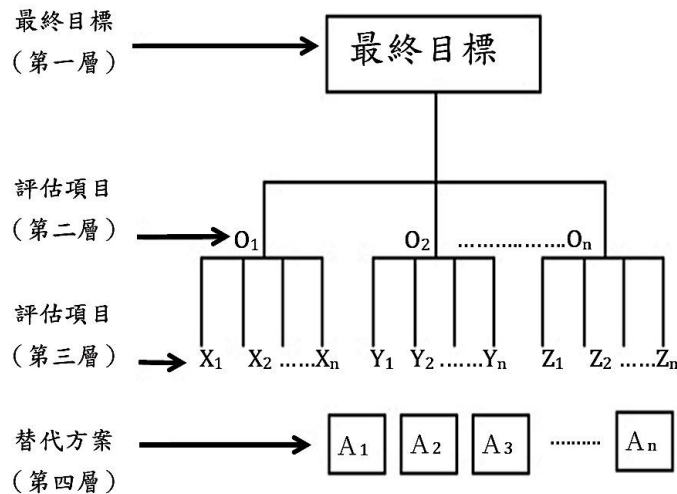 最終目標
(第一層)
最終目標
評估項目
(第二層)
O₁ O₂ ……………… Oₙ
評估項目
(第三層)
X₁ X₂ ……Xₙ Y₁ Y₂ ……Yₙ Z₁ Z₂ ……Zₙ
替代方案
(第四層)
A₁ A₂ A₃ ……… Aₙ